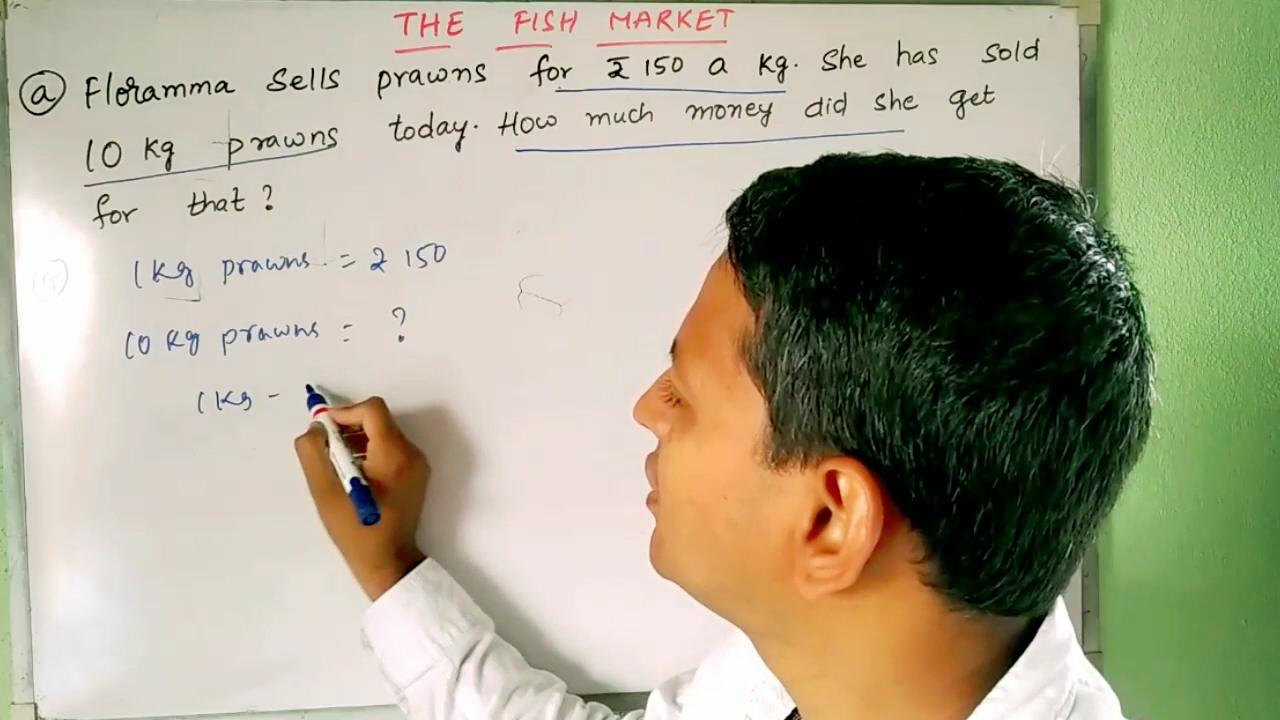 THE FISH MARKET
ⓐ Floramma sells prawns for ₹ 150 a kg. She has sold
10 kg prawns today. How much money did she get
for that?
1 kg prawns = ₹ 150
10 kg prawns = ?
1 kg -